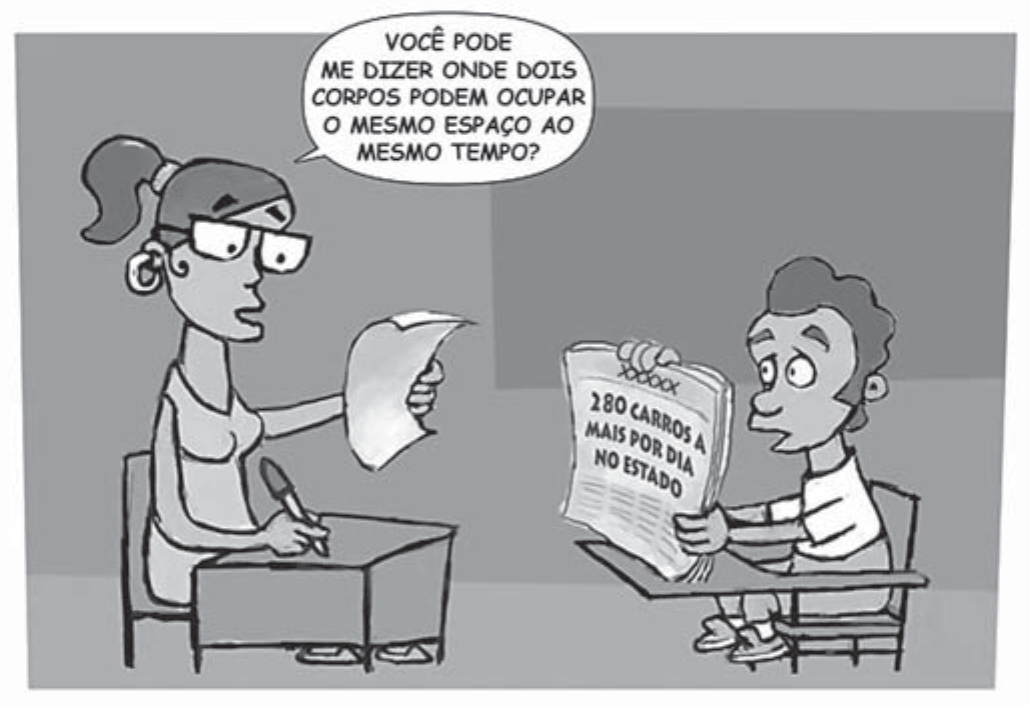 VOCÊ PODE
ME DIZER ONDE DOIS
CORPOS PODEM OCUPAR
O MESMO ESPAÇO AO
MESMO TEMPO?
XXXXXX
280 CARROS A
MAIS POR DIA
NO ESTADO